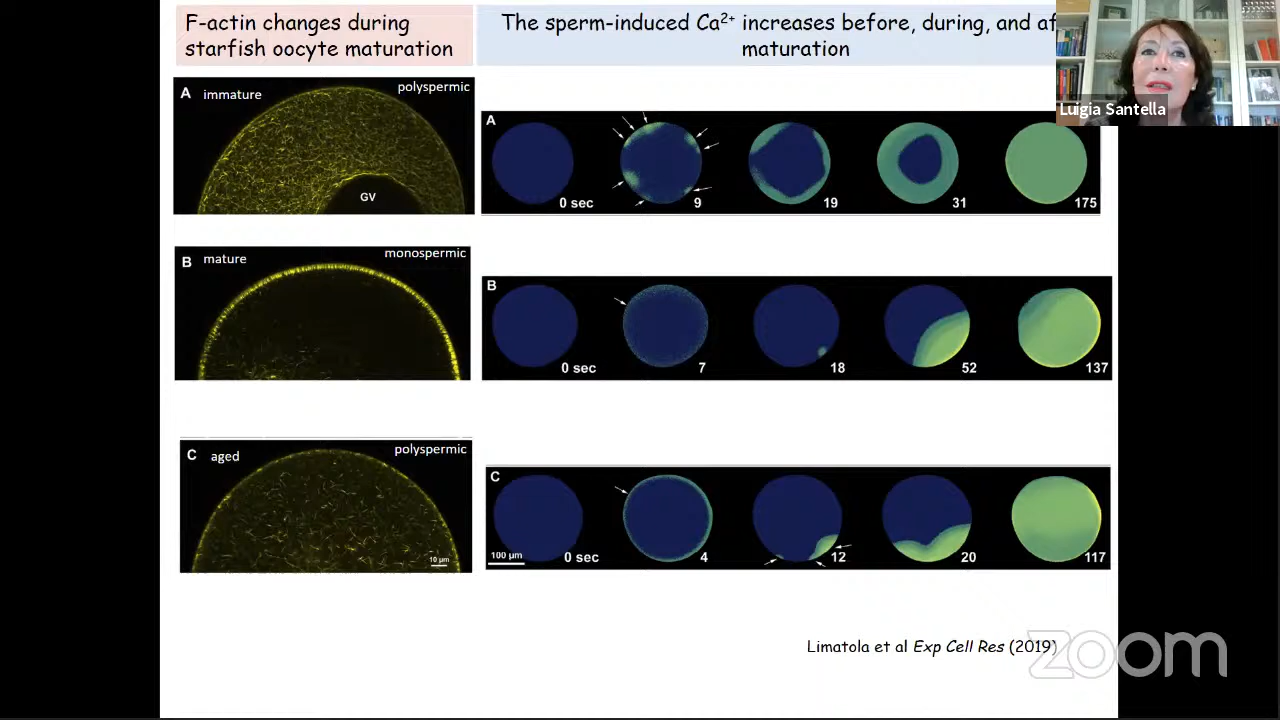 F-actin changes during
starfish oocyte maturation
The sperm-induced Ca²⁺ increases before, during, and af
maturation
Luigia Santella
A immature polyspermic
GV
A
0 sec 9 19 31 175
B mature monospermic
B
0 sec 7 18 52 137
C aged polyspermic
10 µm
C
100 µm 0 sec 4 12 20 117
Limatola et al Exp Cell Res (2019)
zoom